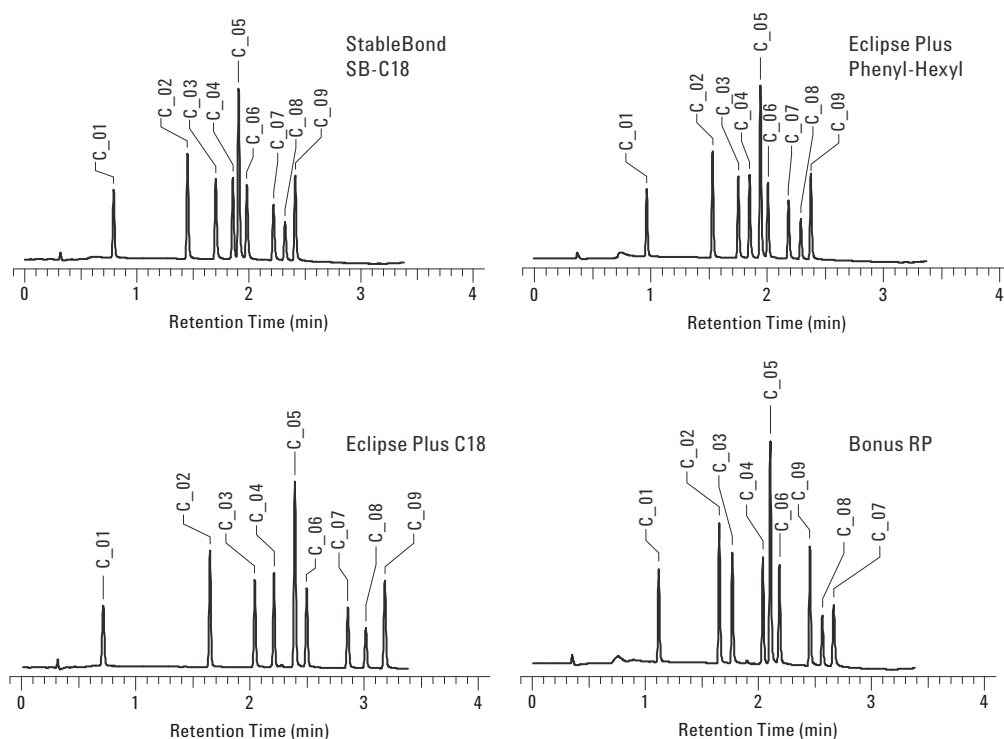 StableBond
SB-C18
C_01
C_02
C_03
C_04
C_05
C_06
C_07
C_08
C_09
0 1 2 3 4
Retention Time (min)
Eclipse Plus
Phenyl-Hexyl
C_01
C_02
C_03
C_04
C_05
C_06
C_07
C_08
C_09
0 1 2 3 4
Retention Time (min)
Eclipse Plus C18
C_01
C_02
C_03
C_04
C_05
C_06
C_07
C_08
C_09
0 1 2 3 4
Retention Time (min)
Bonus RP
C_01
C_02
C_03
C_04
C_05
C_06
C_09
C_08
C_07
0 1 2 3 4
Retention Time (min)